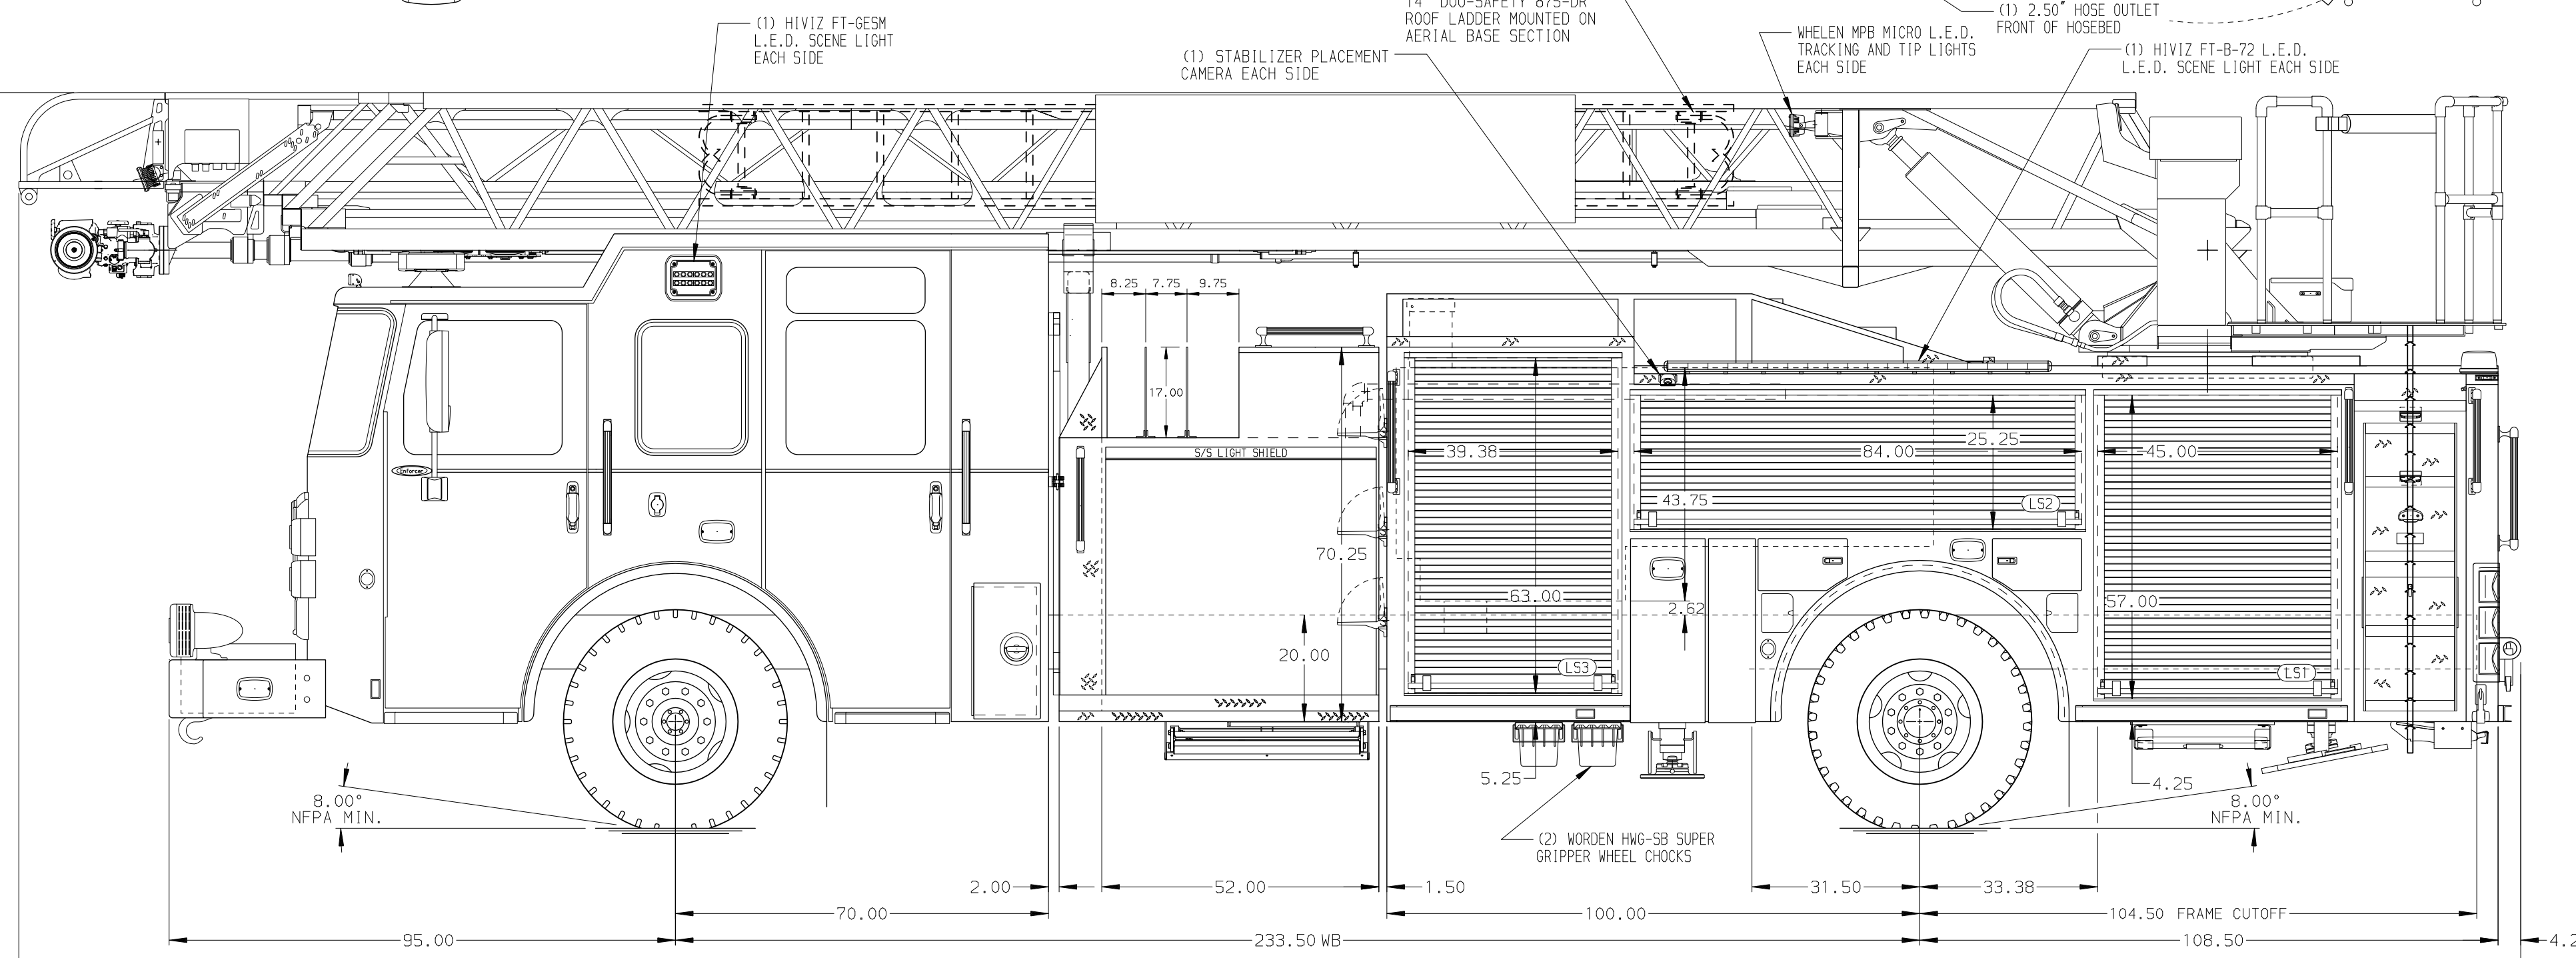 (1) HIVIZ FT-GESM
L.E.D. SCENE LIGHT
EACH SIDE
(1) STABILIZER PLACEMENT
CAMERA EACH SIDE
14' DUO-SAFETY 875-DR
ROOF LADDER MOUNTED ON
AERIAL BASE SECTION
WHELEN MPB MICRO L.E.D.
TRACKING AND TIP LIGHTS
EACH SIDE
(1) 2.50" HOSE OUTLET
FRONT OF HOSEBED
(1) HIVIZ FT-B-72 L.E.D.
L.E.D. SCENE LIGHT EACH SIDE
8.25
7.75
9.75
17.00
S/S LIGHT SHIELD
Enforcer
39.38
84.00
25.25
45.00
43.75
LS2
70.25
63.00
2.62
57.00
20.00
LS3
LS1
5.25
4.25
8.00°
NFPA MIN.
8.00°
NFPA MIN.
(2) WORDEN HWG-SB SUPER
GRIPPER WHEEL CHOCKS
2.00
52.00
1.50
31.50
33.38
70.00
100.00
104.50 FRAME CUTOFF
95.00
233.50 WB
108.50